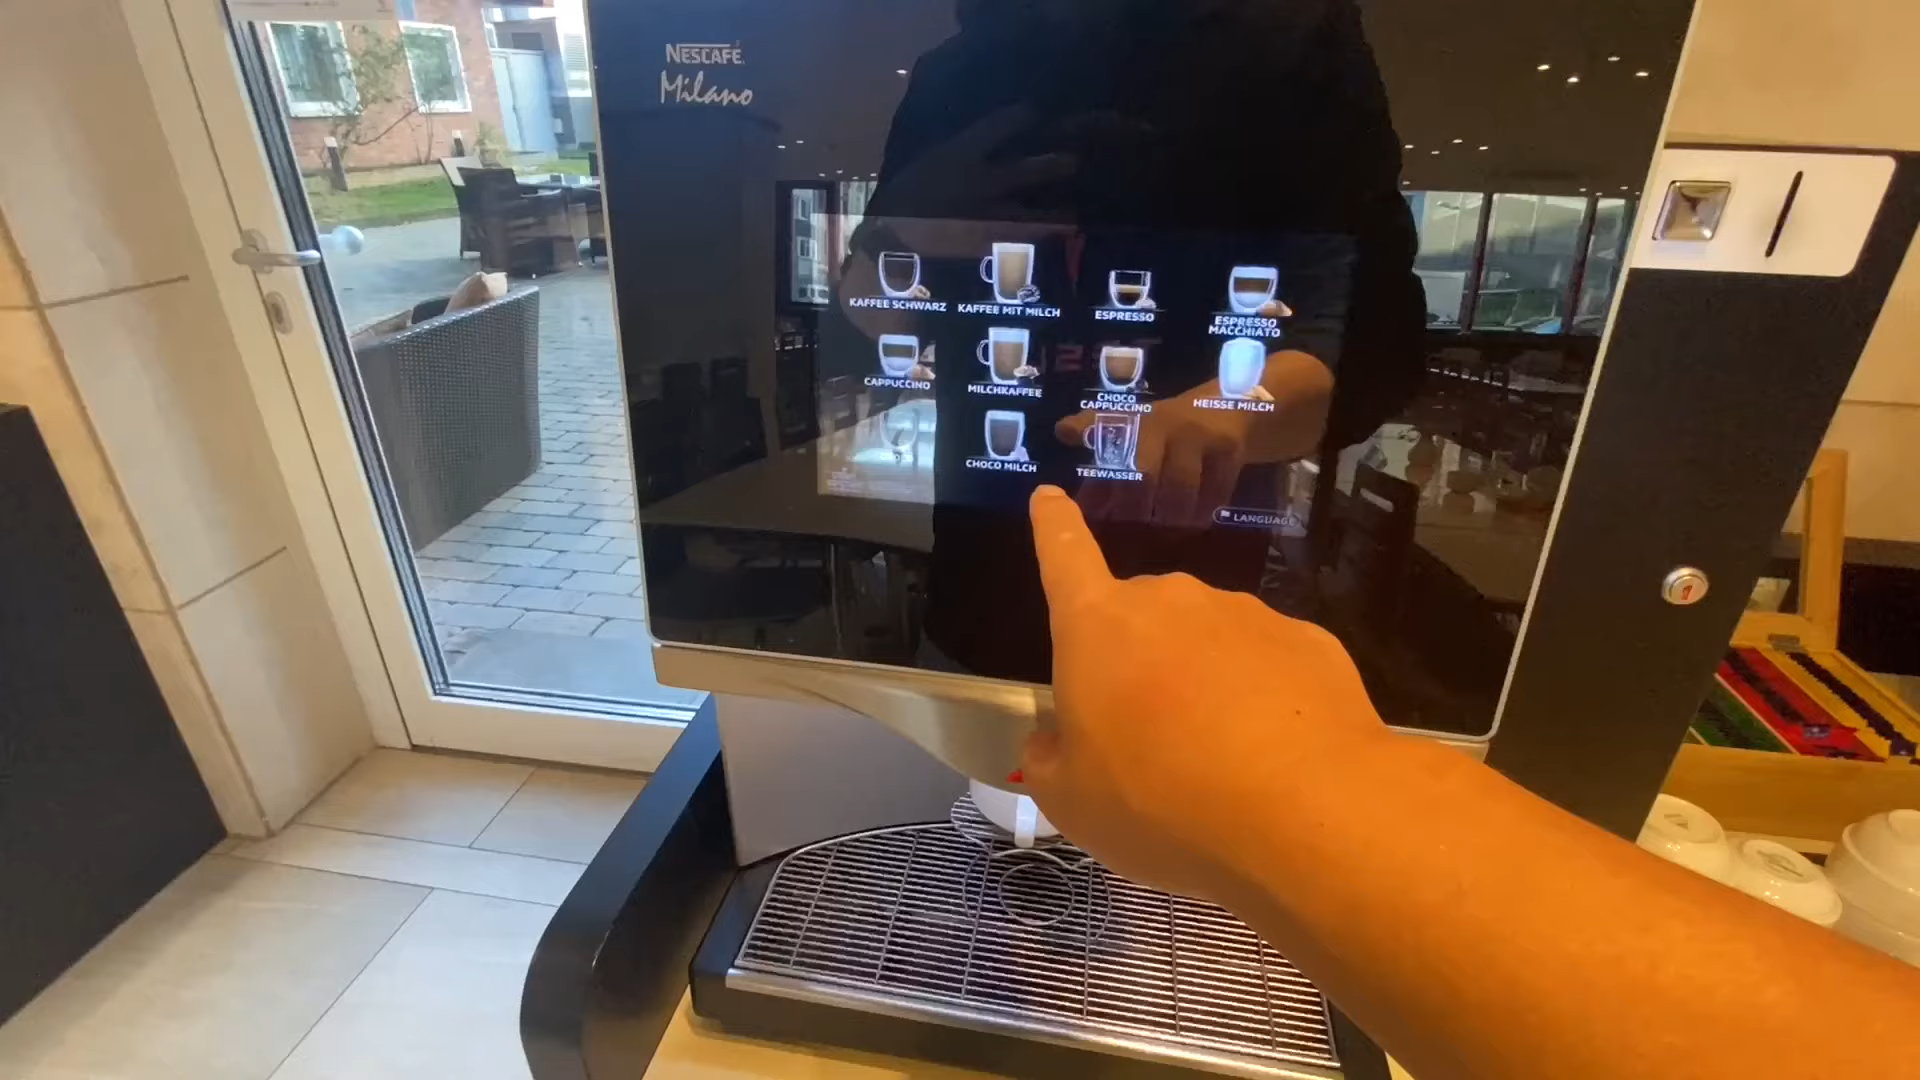 NESCAFÉ
Milano
KAFFEE SCHWARZ
KAFFEE MIT MILCH
ESPRESSO
ESPRESSO
MACCHIATO
CAPPUCCINO
MILCHKAFFEE
CHOCO
CAPPUCCINO
HEISSE MILCH
CHOCO MILCH
TEEWASSER
LANGUAGE